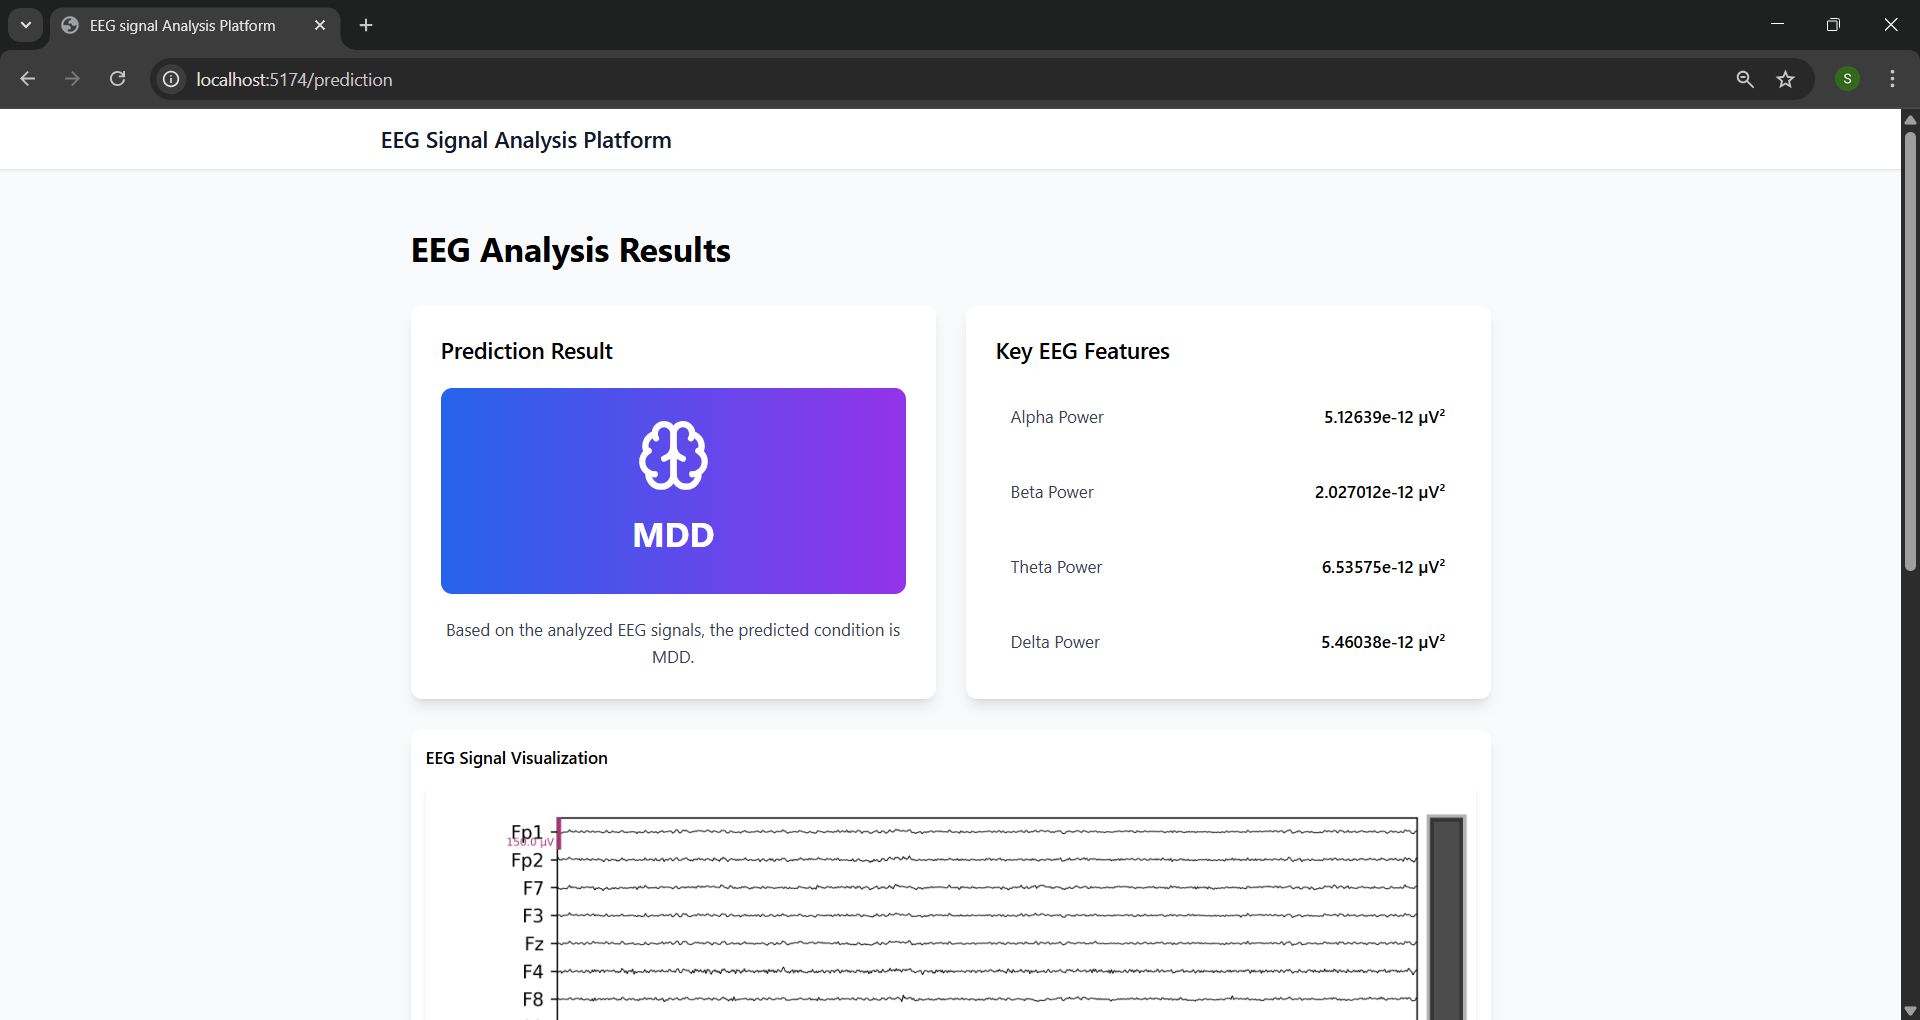 EEG signal Analysis Platform
localhost:5174/prediction
S
EEG Signal Analysis Platform
EEG Analysis Results
Prediction Result
MDD
Based on the analyzed EEG signals, the predicted condition is
MDD.
Key EEG Features
Alpha Power 5.12639e-12 μV²
Beta Power 2.027012e-12 μV²
Theta Power 6.53575e-12 μV²
Delta Power 5.46038e-12 μV²
EEG Signal Visualization
Fp1
150.0 μV
Fp2
F7
F3
Fz
F4
F8